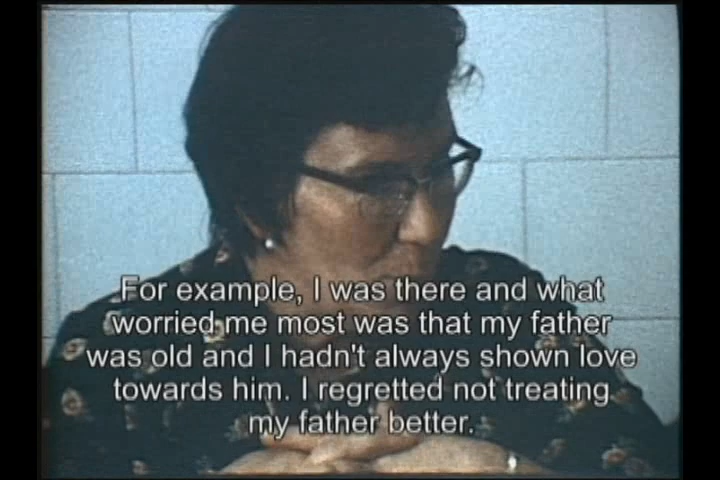 For example, I was there and what
worried me most was that my father
was old and I hadn't always shown love
towards him. I regretted not treating
my father better.